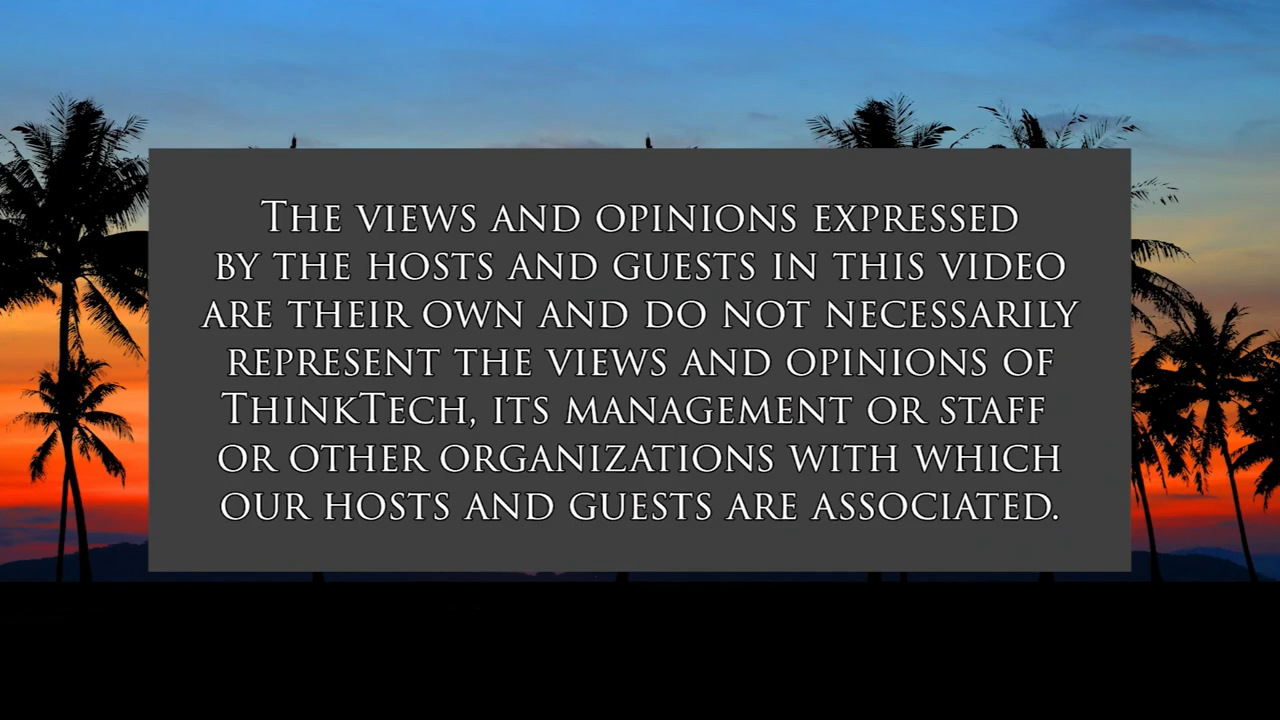 The views and opinions expressed
by the hosts and guests in this video
are their own and do not necessarily
represent the views and opinions of
ThinkTech, its management or staff
or other organizations with which
our hosts and guests are associated.